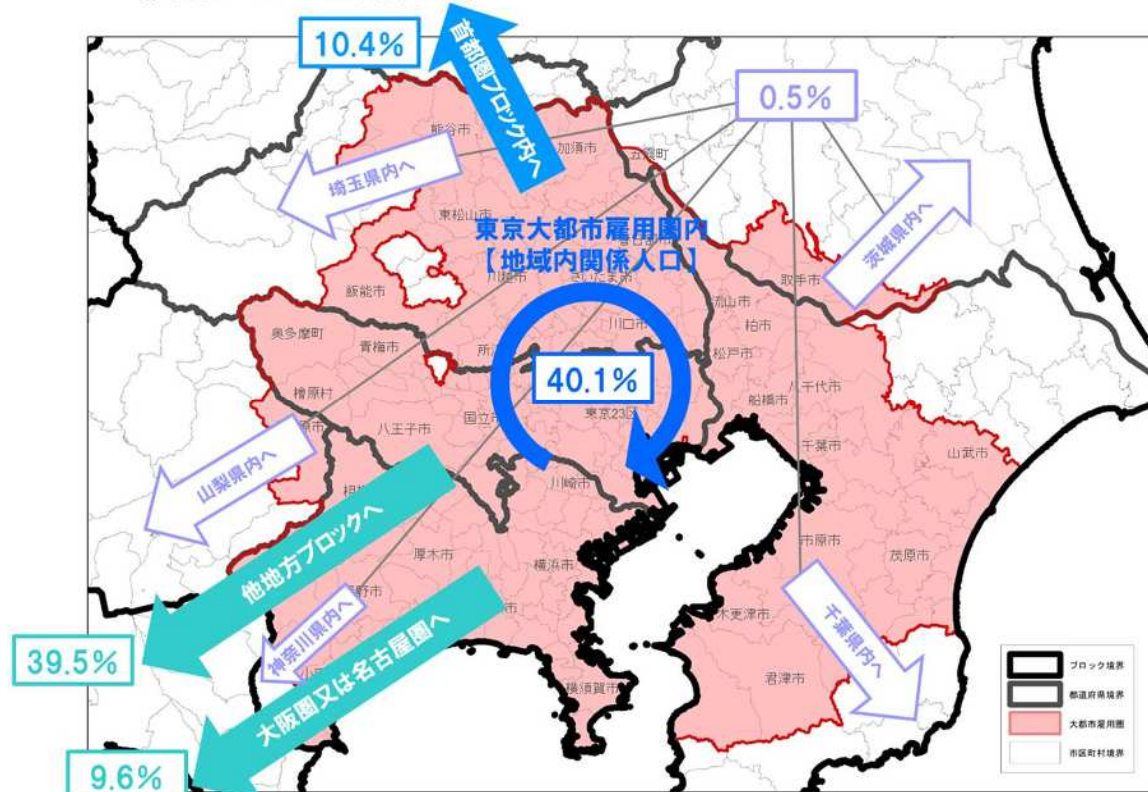 10.4%
首都圏ブロック内へ
0.5%
熊谷市
加須市
五霞町
埼玉県内へ
茨城県内へ
東松山市
東京大都市雇用圏内
【地域内関係人口】
川越市
さいたま市
取手市
飯能市
流山市
川口市
柏市
奥多摩町
青梅市
松戸市
40.1%
八千代市
檜原村
船橋市
国立市
東京23区
八王子市
千葉市
山武市
山梨県内へ
川崎市
他地方ブロックへ
厚木市
横浜市
市原市
茂原市
大阪圏又は名古屋圏へ
神奈川県内へ
木更津市
千葉県内へ
39.5%
君津市
横須賀市
9.6%
ブロック境界
都道府県境界
大都市雇用圏
市区町村境界